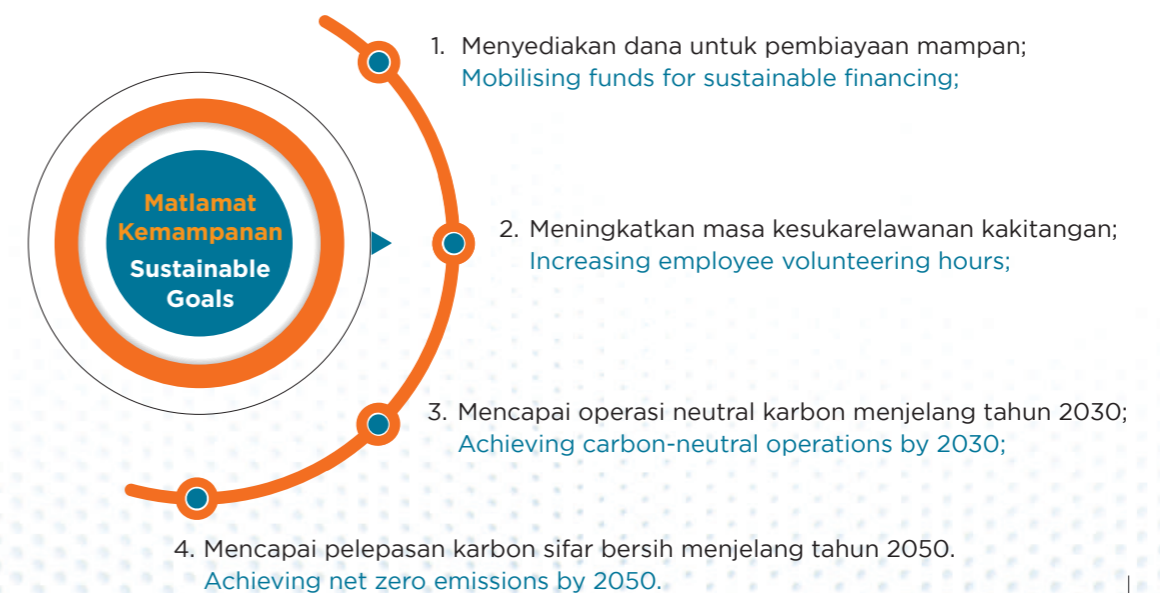 Matlamat
Kemampanan
Sustainable
Goals
1. Menyediakan dana untuk pembiayaan mampan;
Mobilising funds for sustainable financing;
2. Meningkatkan masa kesukarelawanan kakitangan;
Increasing employee volunteering hours;
3. Mencapai operasi neutral karbon menjelang tahun 2030;
Achieving carbon-neutral operations by 2030;
4. Mencapai pelepasan karbon sifar bersih menjelang tahun 2050.
Achieving net zero emissions by 2050.